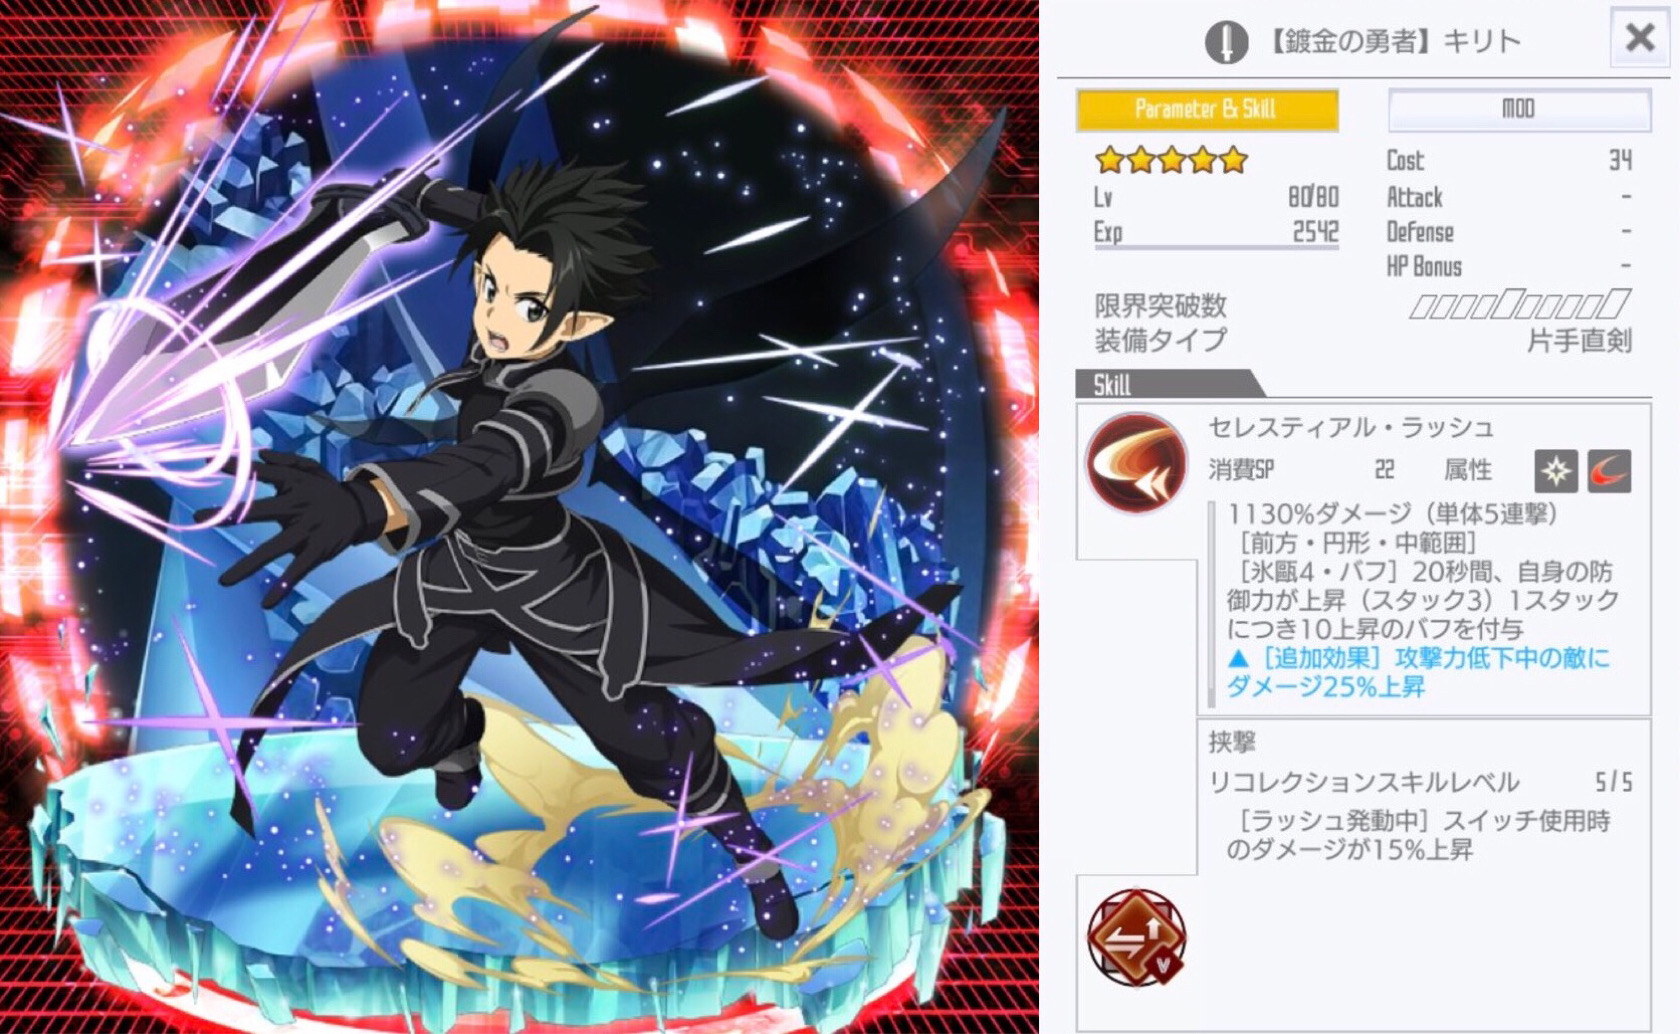 【鍍金の勇者】キリト
Parameter & Skill
MOD
Cost 34
Lv 80/80
Attack -
Exp 2542
Defense -
HP Bonus -
限界突破数
装備タイプ 片手直剣
Skill
セレスティアル・ラッシュ
消費SP 22 属性
1130%ダメージ（単体5連撃）
［前方・円形・中範囲］
［氷甌4・バフ］20秒間、自身の防
御力が上昇（スタック3）1スタック
につき10上昇のバフを付与
▲［追加効果］攻撃力低下中の敵に
ダメージ25%上昇
挟撃
リコレクションスキルレベル 5/5
［ラッシュ発動中］スイッチ使用時
のダメージが15%上昇
V